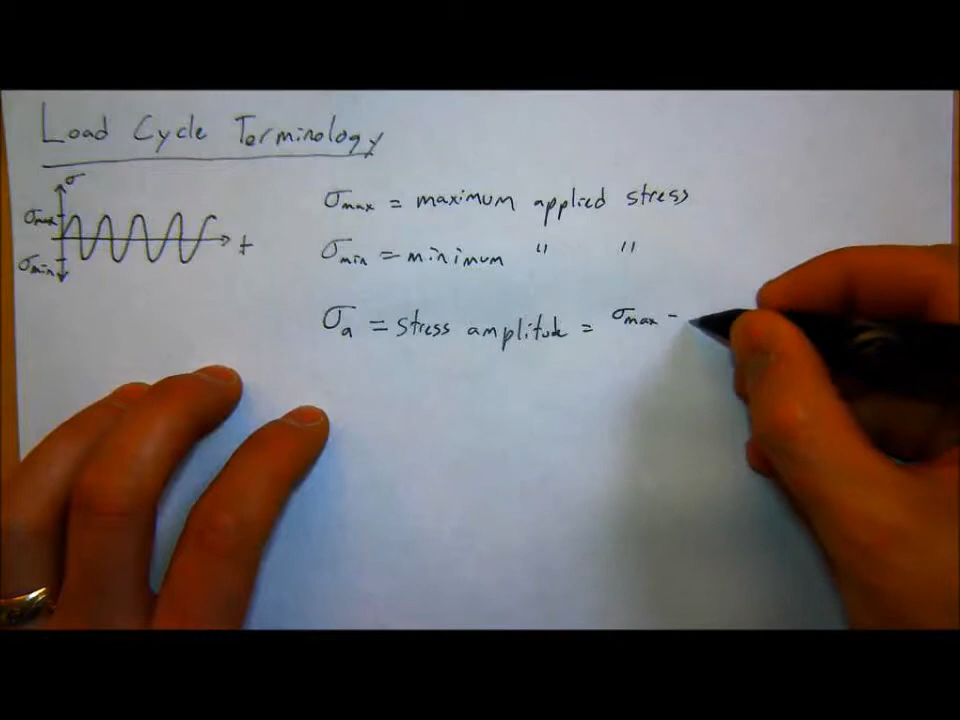 Load Cycle Terminology
σ
σmax
t
σmin
σmax = maximum applied stress
σmin = minimum " "
σa = stress amplitude = σmax -